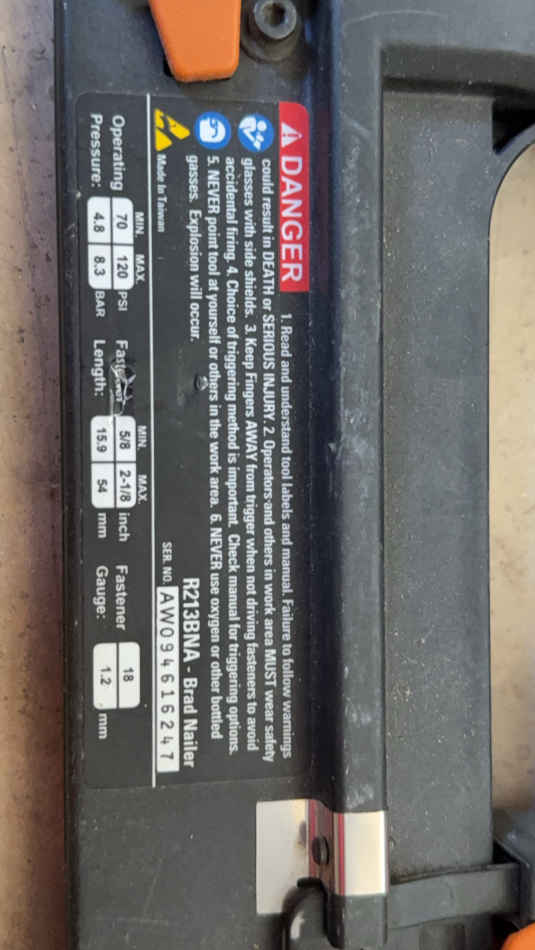 DANGER 1. Read and understand tool labels and manual. Failure to follow warnings
could result in DEATH or SERIOUS INJURY. 2. Operators and others in work area MUST wear safety
glasses with side shields. 3. Keep Fingers AWAY from trigger when not driving fasteners to avoid
accidental firing. 4. Choice of triggering method is important. Check manual for triggering options.
5. NEVER point tool at yourself or others in the work area. 6. NEVER use oxygen or other bottled
gasses. Explosion will occur.
R213BNA - Brad Nailer
Made In Taiwan
SER. NO. AW094616247
MIN. MAX. MIN. MAX.
Operating 70 120 PSI 5/8 2-1/8 inch Fastener 18
Pressure: 4.8 8.3 BAR Length: 15.9 54 mm Gauge: 1.2 mm